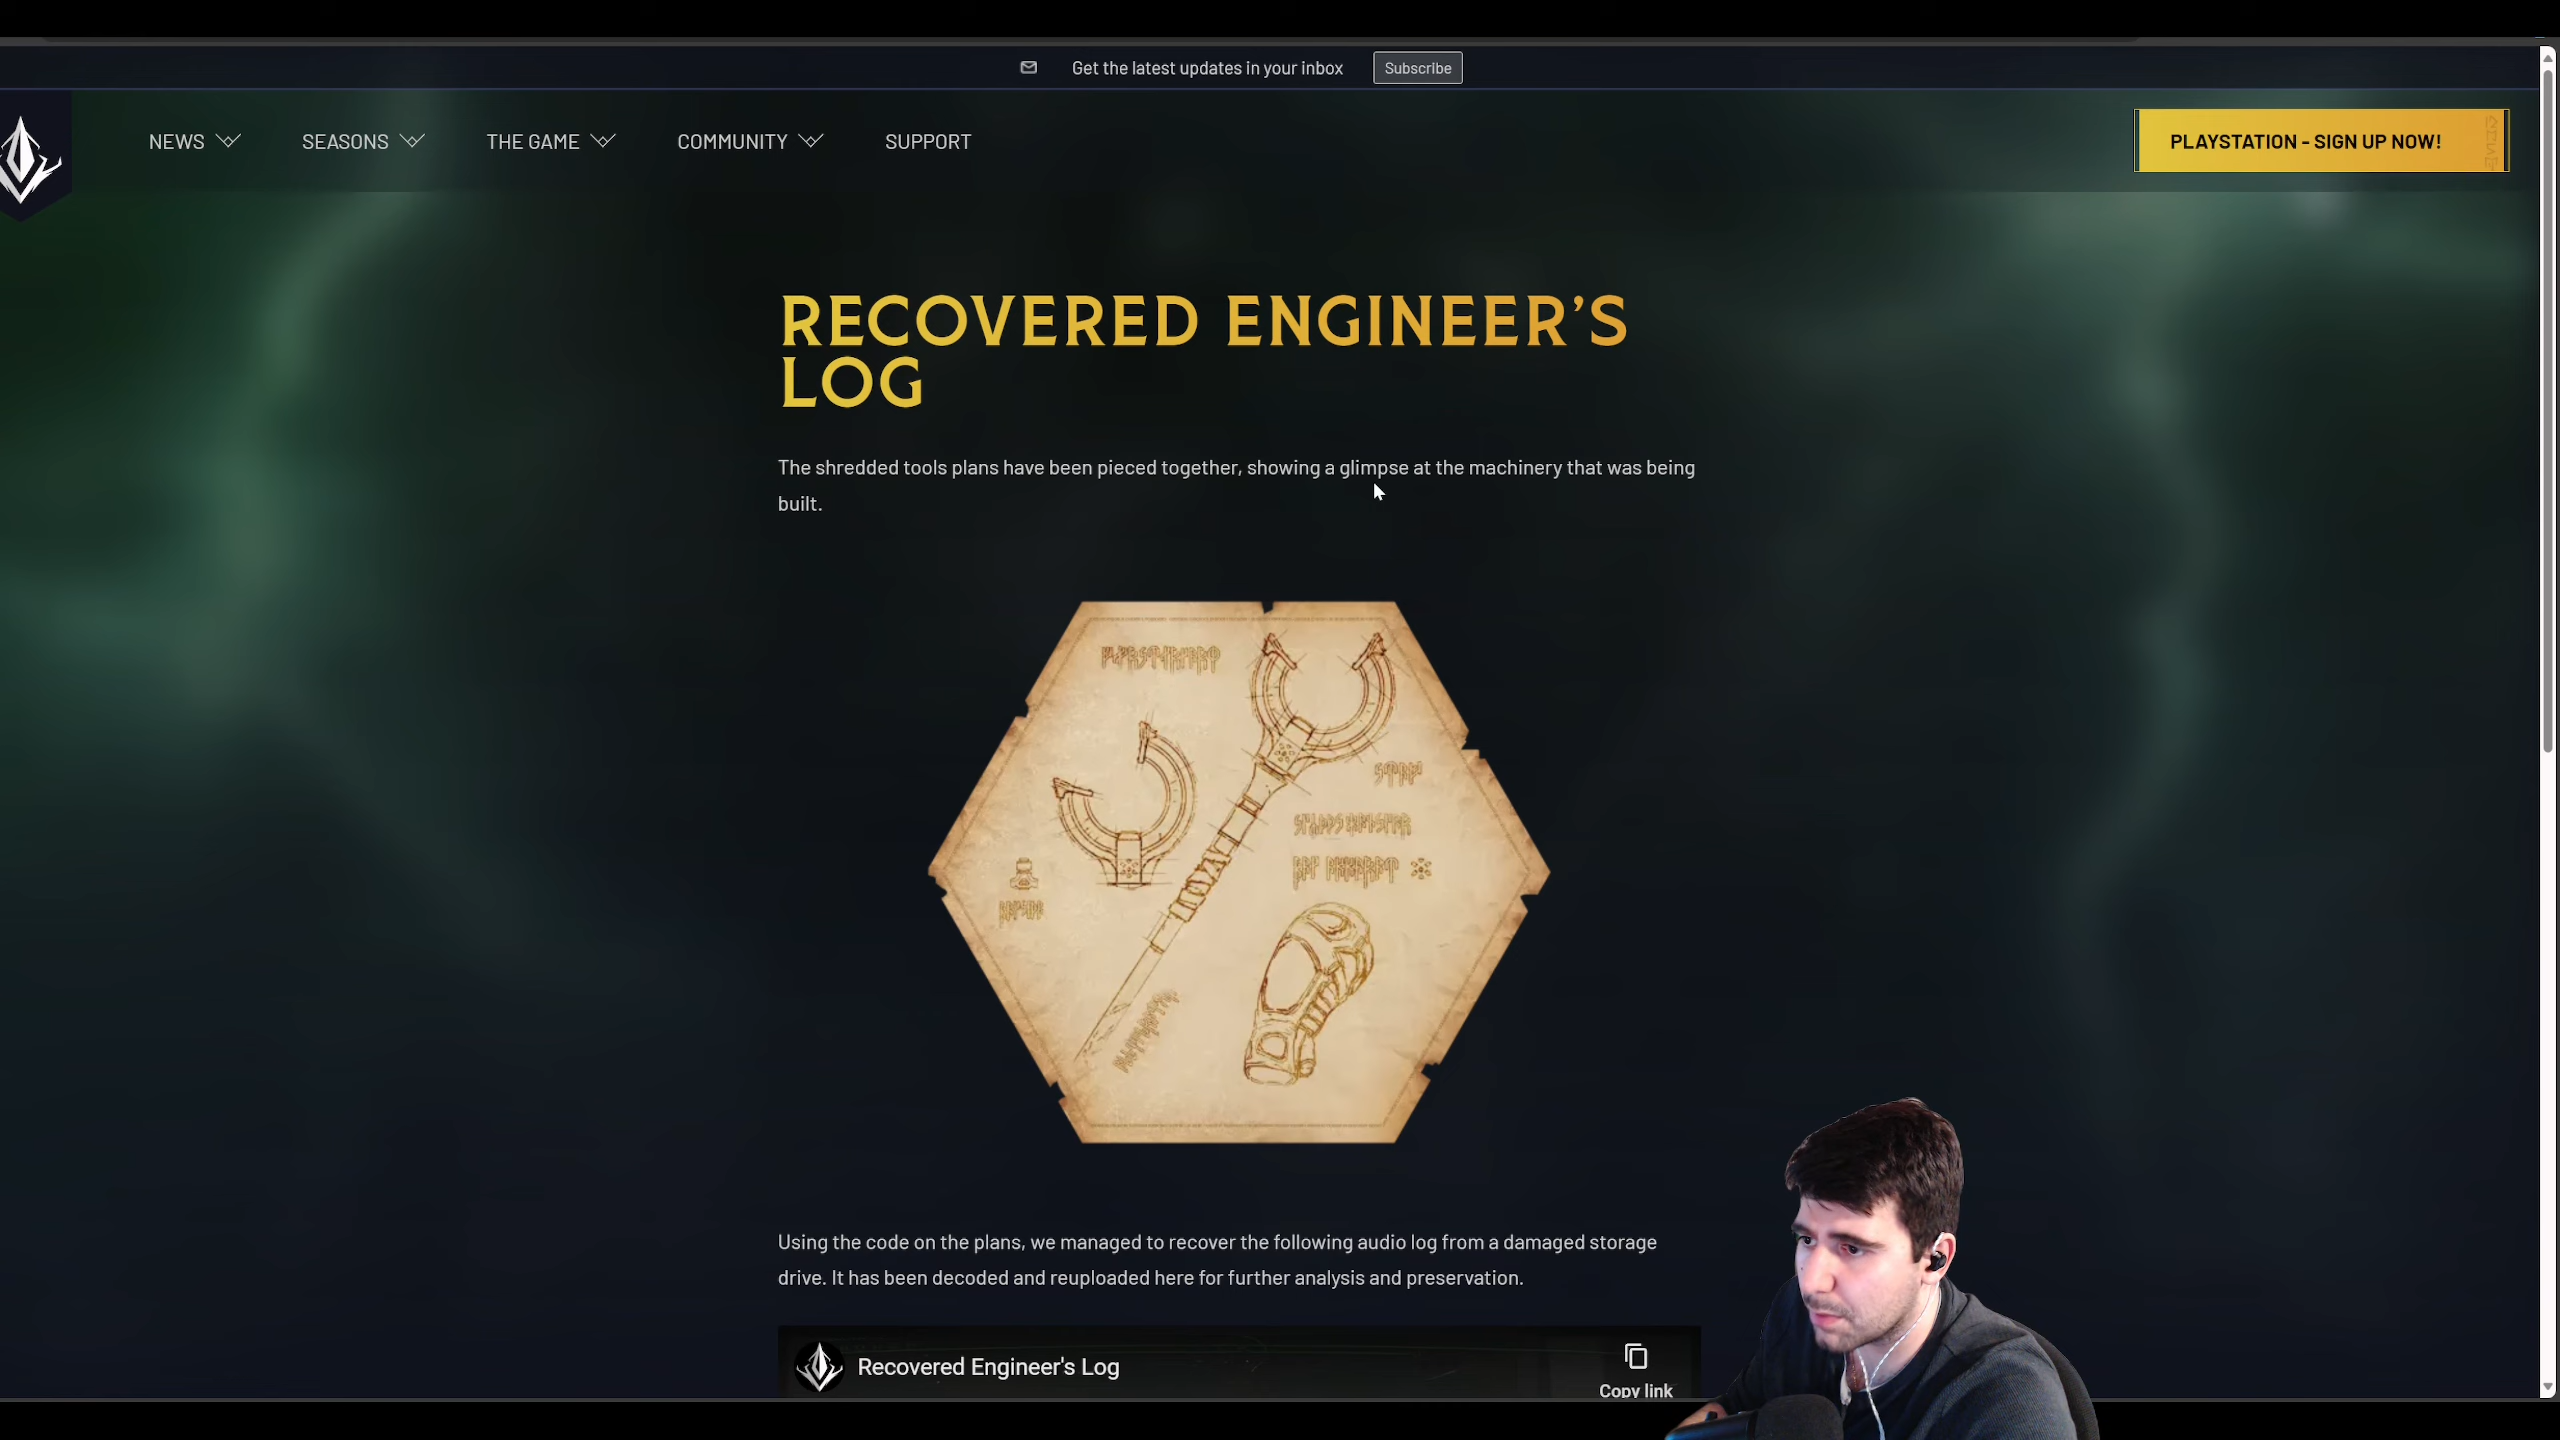 Get the latest updates in your inbox
Subscribe
NEWS SEASONS THE GAME COMMUNITY SUPPORT
PLAYSTATION - SIGN UP NOW!
RECOVERED ENGINEER’S
LOG
The shredded tools plans have been pieced together, showing a glimpse at the machinery that was being
built.
Using the code on the plans, we managed to recover the following audio log from a damaged storage
drive. It has been decoded and reuploaded here for further analysis and preservation.
Recovered Engineer's Log
Copy link